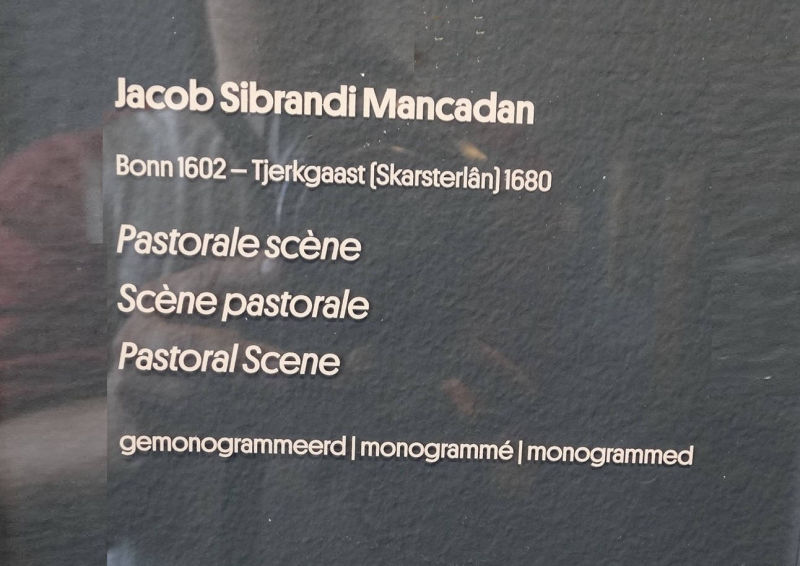 Jacob Sibrandi Mancadan
Bonn 1602 – Tjerkgaast (Skarsterlân) 1680
Pastorale scène
Scène pastorale
Pastoral Scene
gemonogrammeerd | monogrammé | monogrammed